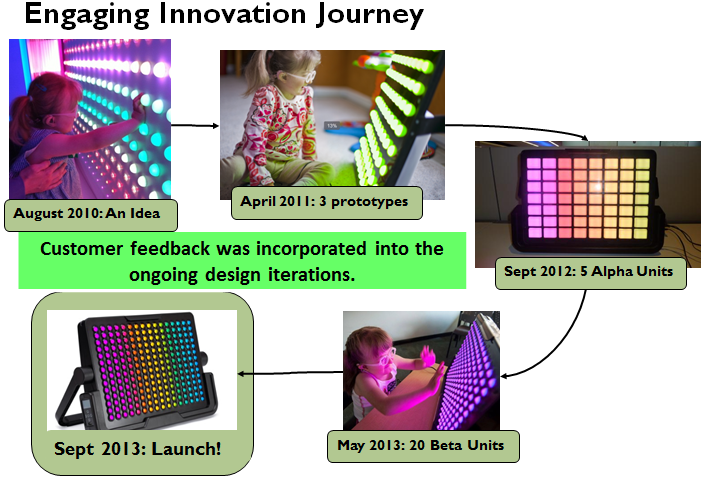 Engaging Innovation Journey
August 2010: An Idea
13%
April 2011: 3 prototypes
Customer feedback was incorporated into the
ongoing design iterations.
Sept 2012: 5 Alpha Units
Sept 2013: Launch!
May 2013: 20 Beta Units